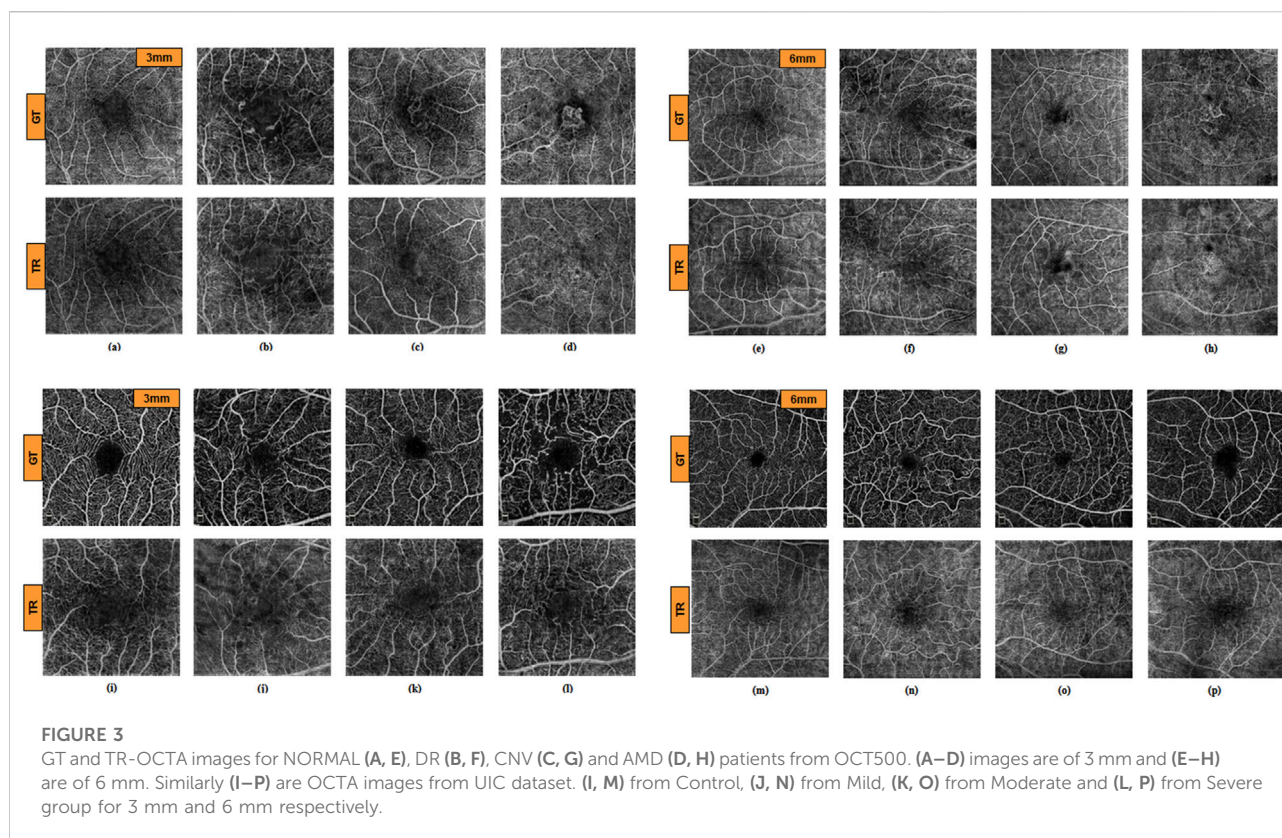 3mm
6mm
GT
GT
TR
TR
(a) (b) (c) (d) (e) (f) (g) (h)
3mm
6mm
GT
GT
TR
TR
(i) (j) (k) (l) (m) (n) (o) (p)
FIGURE 3
GT and TR-OCTA images for NORMAL (A, E), DR (B, F), CNV (C, G) and AMD (D, H) patients from OCT500. (A–D) images are of 3 mm and (E–H)
are of 6 mm. Similarly (I–P) are OCTA images from UIC dataset. (I, M) from Control, (J, N) from Mild, (K, O) from Moderate and (L, P) from Severe
group for 3 mm and 6 mm respectively.